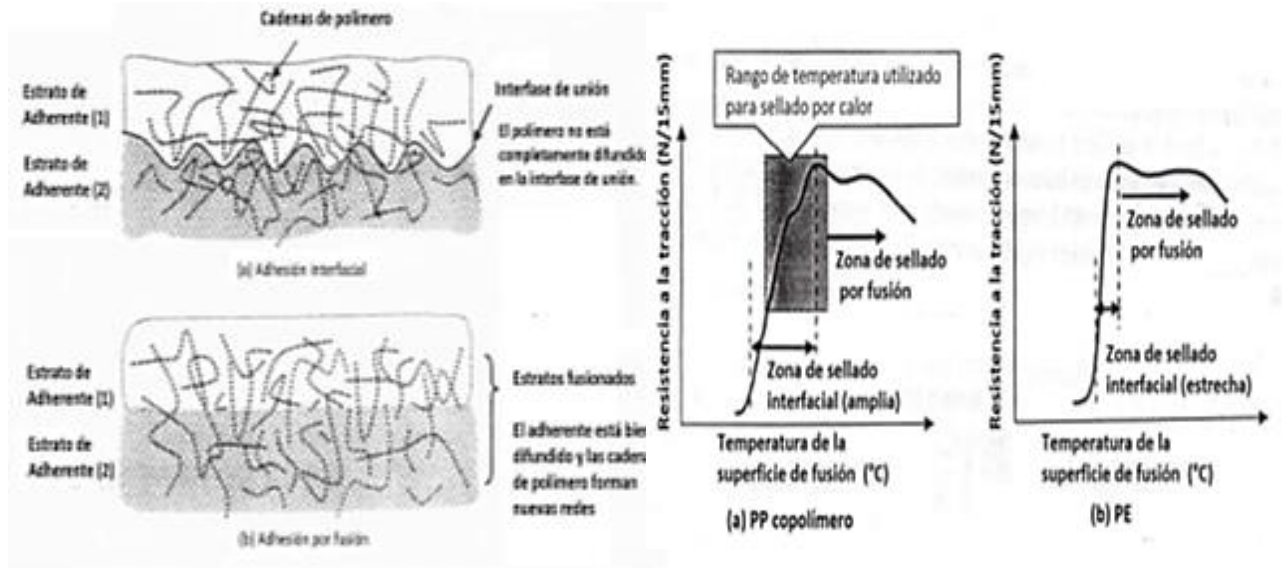 Cadenas de polímero
Estrato de
Adherente (1)
Interfase de unión
El polímero no está
completamente difundido
en la interfase de unión.
Estrato de
Adherente (2)
(a) Adhesión interfacial
Estrato de
Adherente (1)
Estratos fusionados
Estrato de
Adherente (2)
El adherente está bien
difundido y las cadena
de polímero forman
nuevas redes
(b) Adhesión por fusión
Resistencia a la tracción (N/15mm)
Rango de temperatura utilizado
para sellado por calor
Zona de sellado
por fusión
Zona de sellado
interfacial (amplia)
Temperatura de la
superficie de fusión (°C)
(a) PP copolímero
Resistencia a la tracción (N/15mm)
Zona de sellado
por fusión
Zona de sellado
interfacial (estrecha)
Temperatura de la
superficie de fusión (°C)
(b) PE